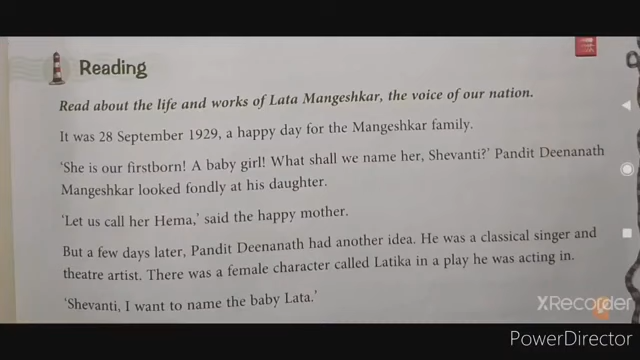 Reading
Read about the life and works of Lata Mangeshkar, the voice of our nation.
It was 28 September 1929, a happy day for the Mangeshkar family.
‘She is our firstborn! A baby girl! What shall we name her, Shevanti?’ Pandit Deenanath
Mangeshkar looked fondly at his daughter.
‘Let us call her Hema,’ said the happy mother.
But a few days later, Pandit Deenanath had another idea. He was a classical singer and
theatre artist. There was a female character called Latika in a play he was acting in.
‘Shevanti, I want to name the baby Lata.’
XRecorder
PowerDirector